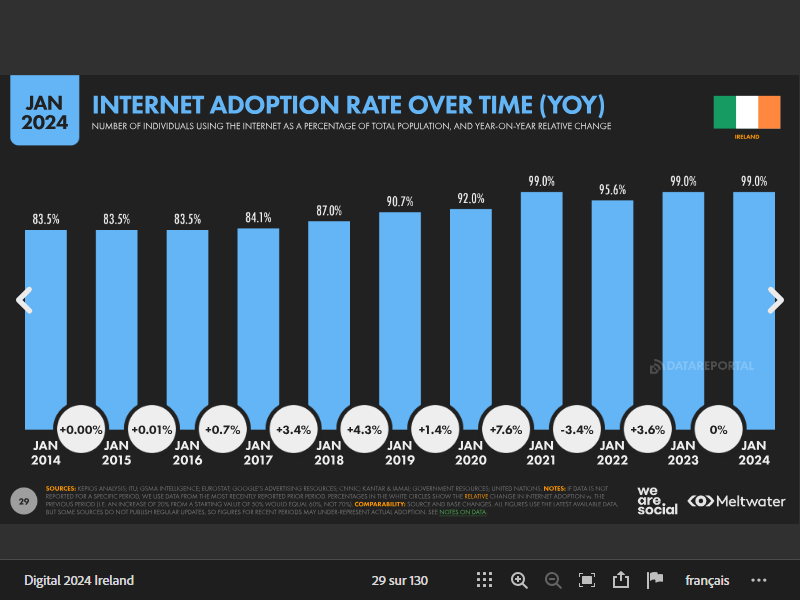 JAN
2024
INTERNET ADOPTION RATE OVER TIME (YOY)
NUMBER OF INDIVIDUALS USING THE INTERNET AS A PERCENTAGE OF TOTAL POPULATION, AND YEAR-ON-YEAR RELATIVE CHANGE
IRELAND
83.5% 83.5% 83.5% 84.1% 87.0% 90.7% 92.0% 99.0% 95.6% 99.0% 99.0%
DATAREPORTAL
+0.00% +0.01% +0.7% +3.4% +4.3% +1.4% +7.6% -3.4% +3.6% 0%
JAN JAN JAN JAN JAN JAN JAN JAN JAN JAN JAN
2014 2015 2016 2017 2018 2019 2020 2021 2022 2023 2024
29
SOURCES: KEPIOS ANALYSIS; ITU; GSMA INTELLIGENCE; EUROSTAT; GOOGLE'S ADVERTISING RESOURCES; CNNIC; KANTAR & IAMAI; GOVERNMENT RESOURCES; UNITED NATIONS. NOTES: IF DATA IS NOT
REPORTED FOR A SPECIFIC PERIOD, WE USE DATA FROM THE MOST RECENTLY REPORTED PRIOR PERIOD. PERCENTAGES IN THE WHITE CIRCLES SHOW THE RELATIVE CHANGE IN INTERNET ADOPTION vs. THE
PREVIOUS PERIOD (I.E. AN INCREASE OF 20% FROM A STARTING VALUE OF 50% WOULD EQUAL 60%, NOT 70%). COMPARABILITY: SOURCE AND BASE CHANGES. ALL FIGURES USE THE LATEST AVAILABLE DATA,
BUT SOME SOURCES DO NOT PUBLISH REGULAR UPDATES, SO FIGURES FOR RECENT PERIODS MAY UNDER-REPRESENT ACTUAL ADOPTION. SEE NOTES ON DATA.
we
are.
social
Meltwater
Digital 2024 Ireland
29 sur 130
français